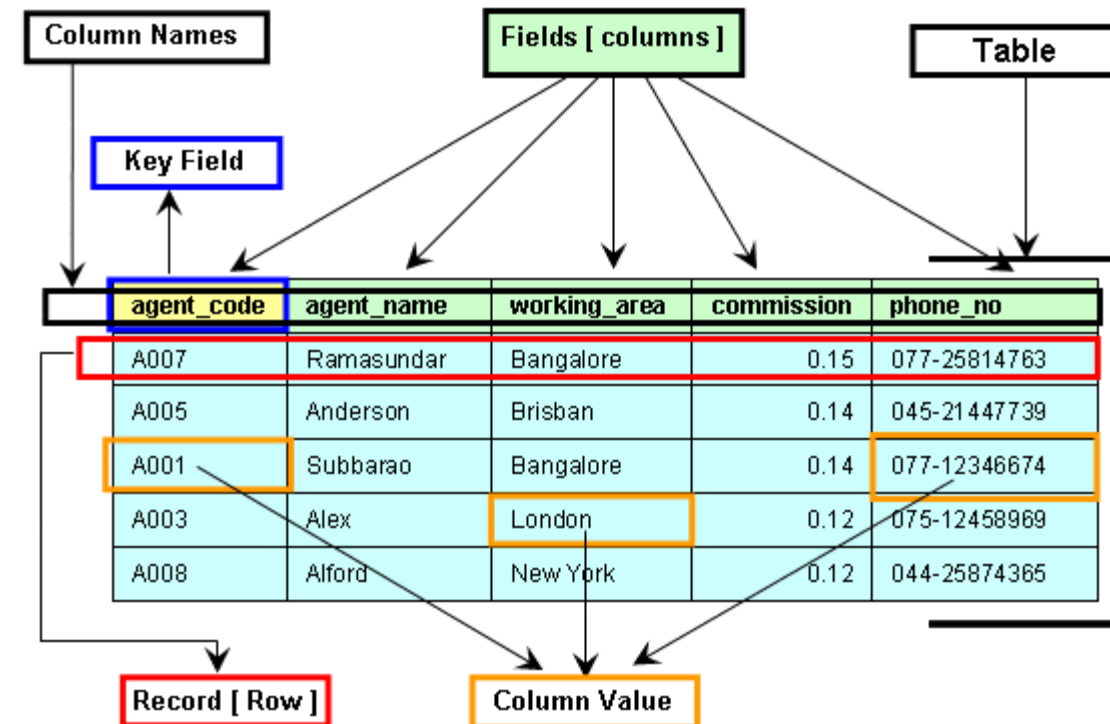 Column Names
Fields [ columns ]
Table
Key Field
agent_code agent_name working_area commission phone_no
A007 Ramasundar Bangalore 0.15 077-25814763
A005 Anderson Brisban 0.14 045-21447739
A001 Subbarao Bangalore 0.14 077-12346674
A003 Alex London 0.12 075-12458969
A008 Alford New York 0.12 044-25874365
Record [ Row ]
Column Value